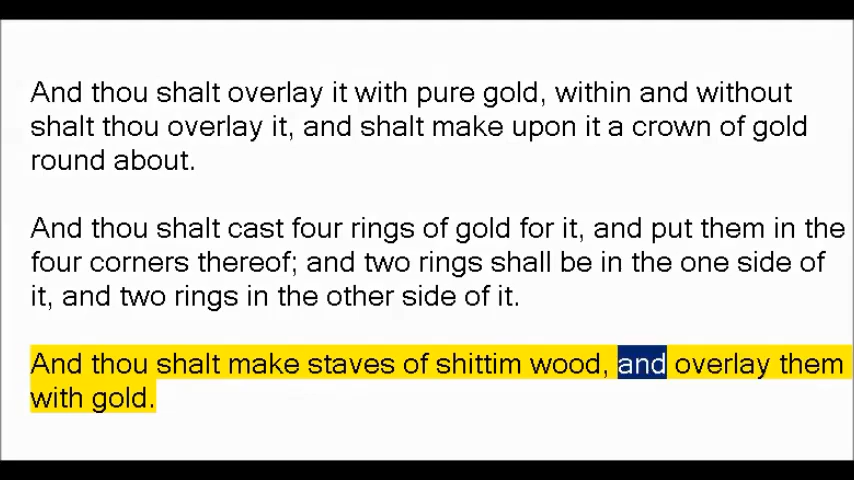 And thou shalt overlay it with pure gold, within and without
shalt thou overlay it, and shalt make upon it a crown of gold
round about.
And thou shalt cast four rings of gold for it, and put them in the
four corners thereof; and two rings shall be in the one side of
it, and two rings in the other side of it.
And thou shalt make staves of shittim wood, and overlay them
with gold.